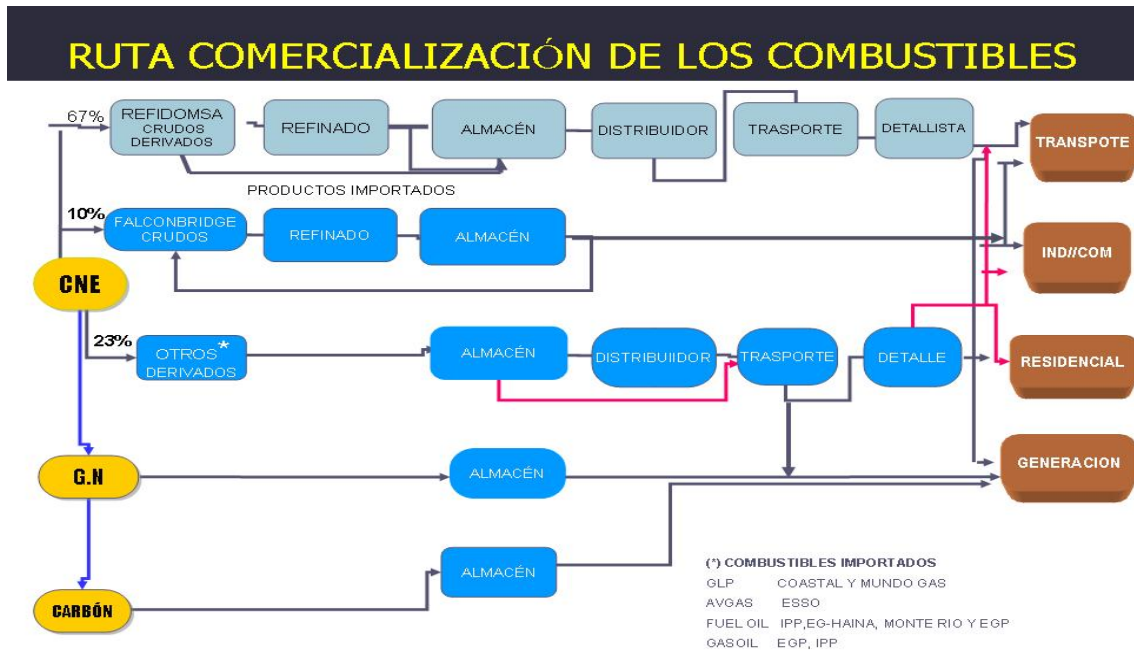 RUTA COMERCIALIZACIÓN DE LOS COMBUSTIBLES
67%
REFIDOMSA
CRUDOS
DERIVADOS
REFINADO
ALMACÉN
DISTRIBUIDOR
TRASPORTE
DETALLISTA
TRANSPOTE
PRODUCTOS IMPORTADOS
10%
FALCONBRIDGE
CRUDOS
REFINADO
ALMACÉN
IND//COM
CNE
23%
OTROS*
DERIVADOS
ALMACÉN
DISTRIBUIIDOR
TRASPORTE
DETALLE
RESIDENCIAL
G.N
ALMACÉN
GENERACION
CARBÓN
ALMACÉN
(*) COMBUSTIBLES IMPORTADOS
GLP COASTAL Y MUNDO GAS
AVGAS ESSO
FUEL OIL IPP,EG-HAINA, MONTE RIO Y EGP
GASOIL EGP, IPP